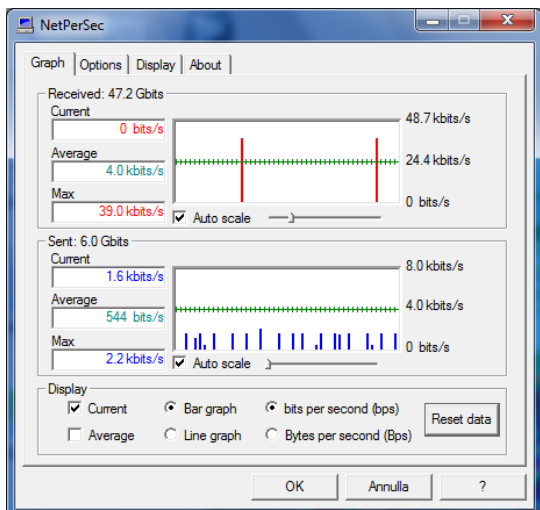 NetPerSec
Graph Options Display About
Received: 47.2 Gbits
Current
0 bits/s
Average
4.0 kbits/s
Max
39.0 kbits/s
48.7 kbits/s
24.4 kbits/s
0 bits/s
Auto scale
Sent: 6.0 Gbits
Current
1.6 kbits/s
Average
544 bits/s
Max
2.2 kbits/s
8.0 kbits/s
4.0 kbits/s
0 bits/s
Auto scale
Display
Current Bar graph bits per second (bps)
Average Line graph Bytes per second (Bps)
Reset data
OK Annulla ?